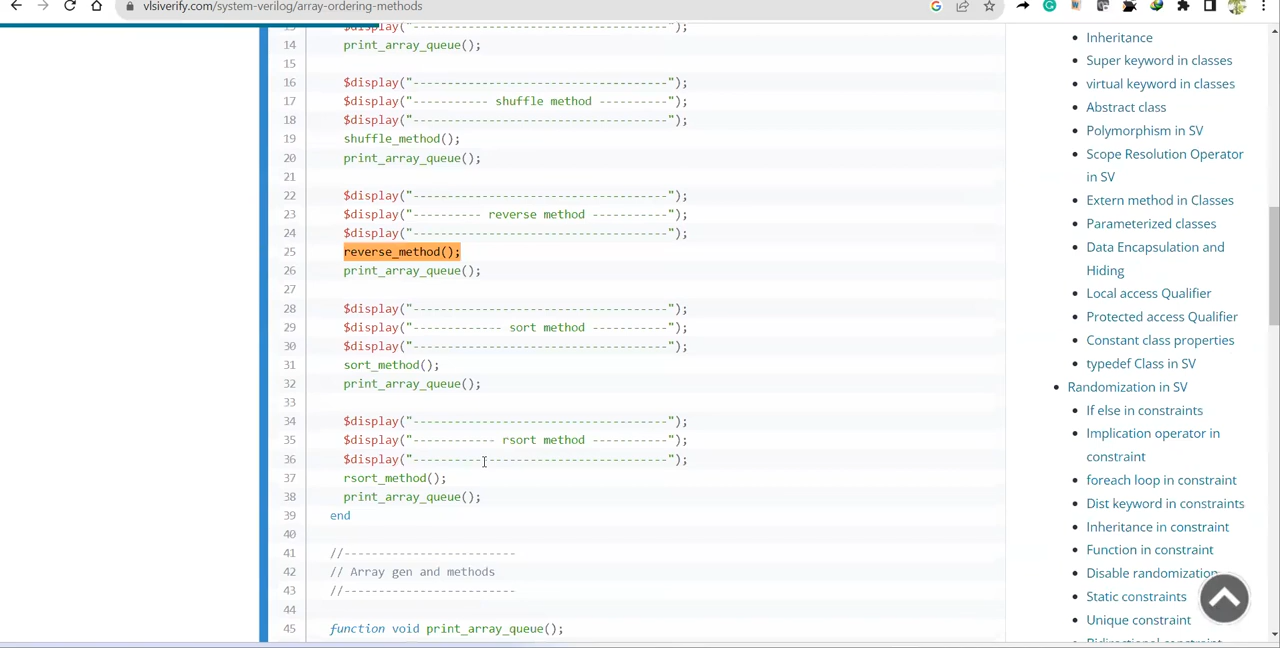 vlsiverify.com/system-verilog/array-ordering-methods
13 $display("-------------------------------------");
14 print_array_queue();
15
16 $display("-------------------------------------");
17 $display("----------- shuffle method ----------");
18 $display("-------------------------------------");
19 shuffle_method();
20 print_array_queue();
21
22 $display("-------------------------------------");
23 $display("---------- reverse method -----------");
24 $display("-------------------------------------");
25 reverse_method();
26 print_array_queue();
27
28 $display("-------------------------------------");
29 $display("------------- sort method -----------");
30 $display("-------------------------------------");
31 sort_method();
32 print_array_queue();
33
34 $display("-------------------------------------");
35 $display("------------ rsort method -----------");
36 $display("-------------------------------------");
37 rsort_method();
38 print_array_queue();
39 end
40
41 //-------------------------
42 // Array gen and methods
43 //-------------------------
44
45 function void print_array_queue();
Inheritance
Super keyword in classes
virtual keyword in classes
Abstract class
Polymorphism in SV
Scope Resolution Operator
in SV
Extern method in Classes
Parameterized classes
Data Encapsulation and
Hiding
Local access Qualifier
Protected access Qualifier
Constant class properties
typedef Class in SV
Randomization in SV
If else in constraints
Implication operator in
constraint
foreach loop in constraint
Dist keyword in constraints
Inheritance in constraint
Function in constraint
Disable randomization
Static constraints
Unique constraint
Bidirectional constraint